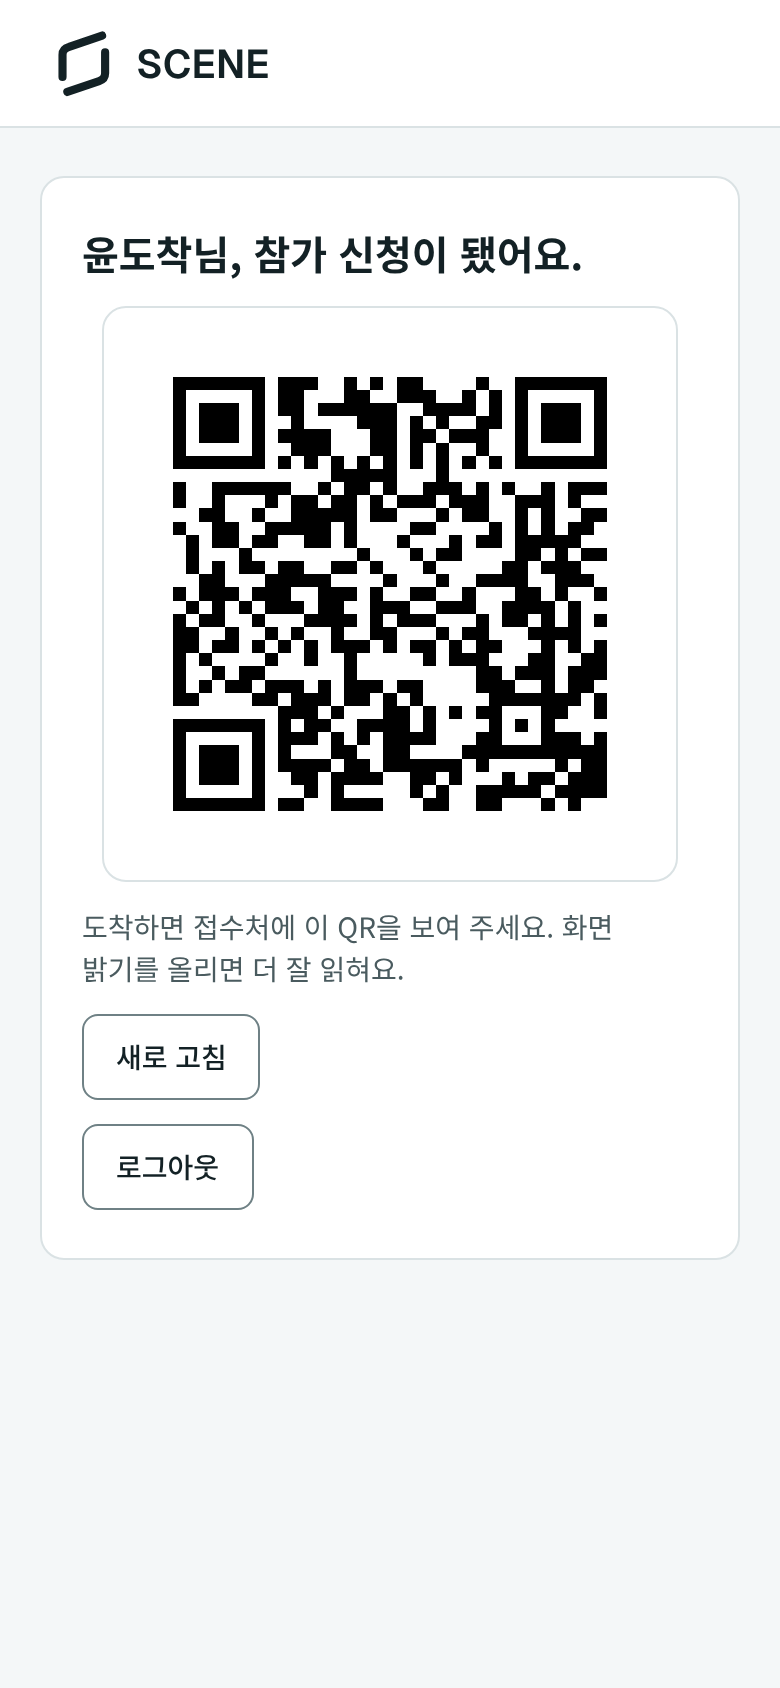 SCENE
윤도착님, 참가 신청이 됐어요.
도착하면 접수처에 이 QR을 보여 주세요. 화면
밝기를 올리면 더 잘 읽혀요.
새로 고침
로그아웃